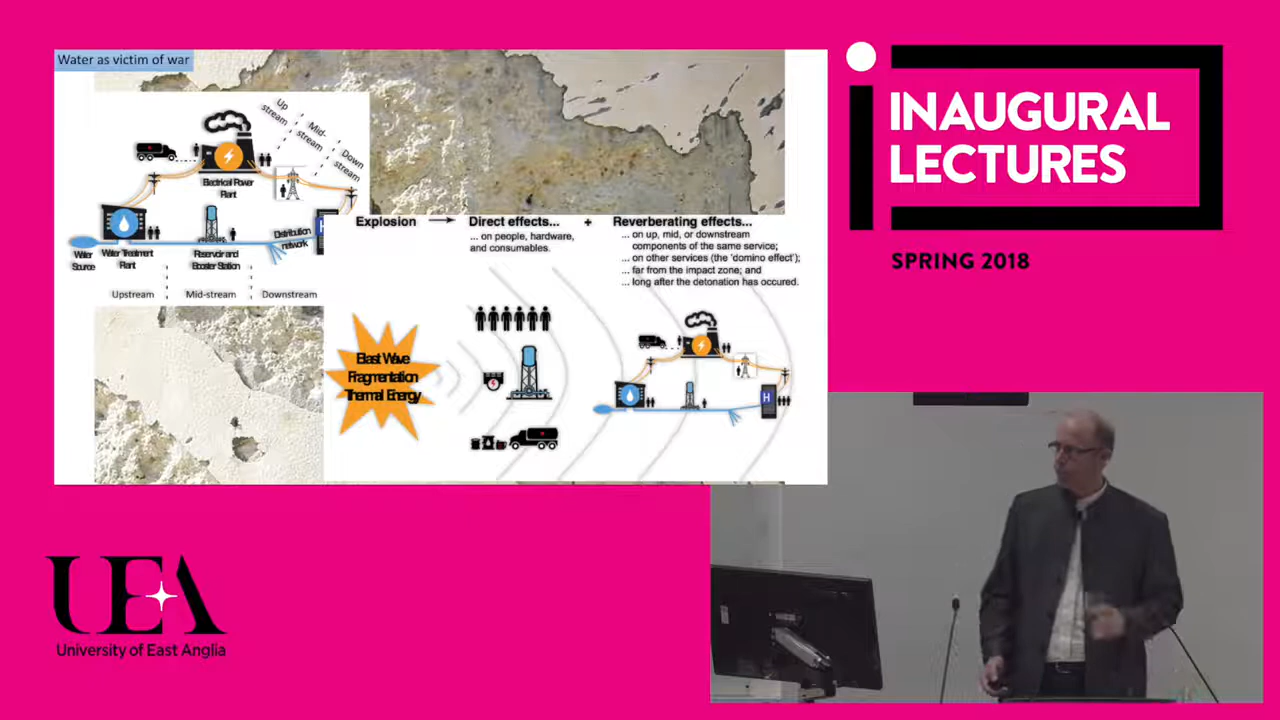 Water as victim of war
Up
stream
Mid-
stream
Down
stream
Electrical Power
Plant
Water
Source
Water Treatment
Plant
Reservoir and
Booster Station
Distribution
network
H
Upstream
Mid-stream
Downstream
Explosion
Direct effects...
... on people, hardware,
and consumables.
+
Reverberating effects...
... on up, mid, or downstream
components of the same service;
... on other services (the 'domino effect');
... far from the impact zone; and
... long after the detonation has occured.
Blast Wave
Fragmentation
Thermal Energy
H
INAUGURAL
LECTURES
SPRING 2018
UEA
University of East Anglia